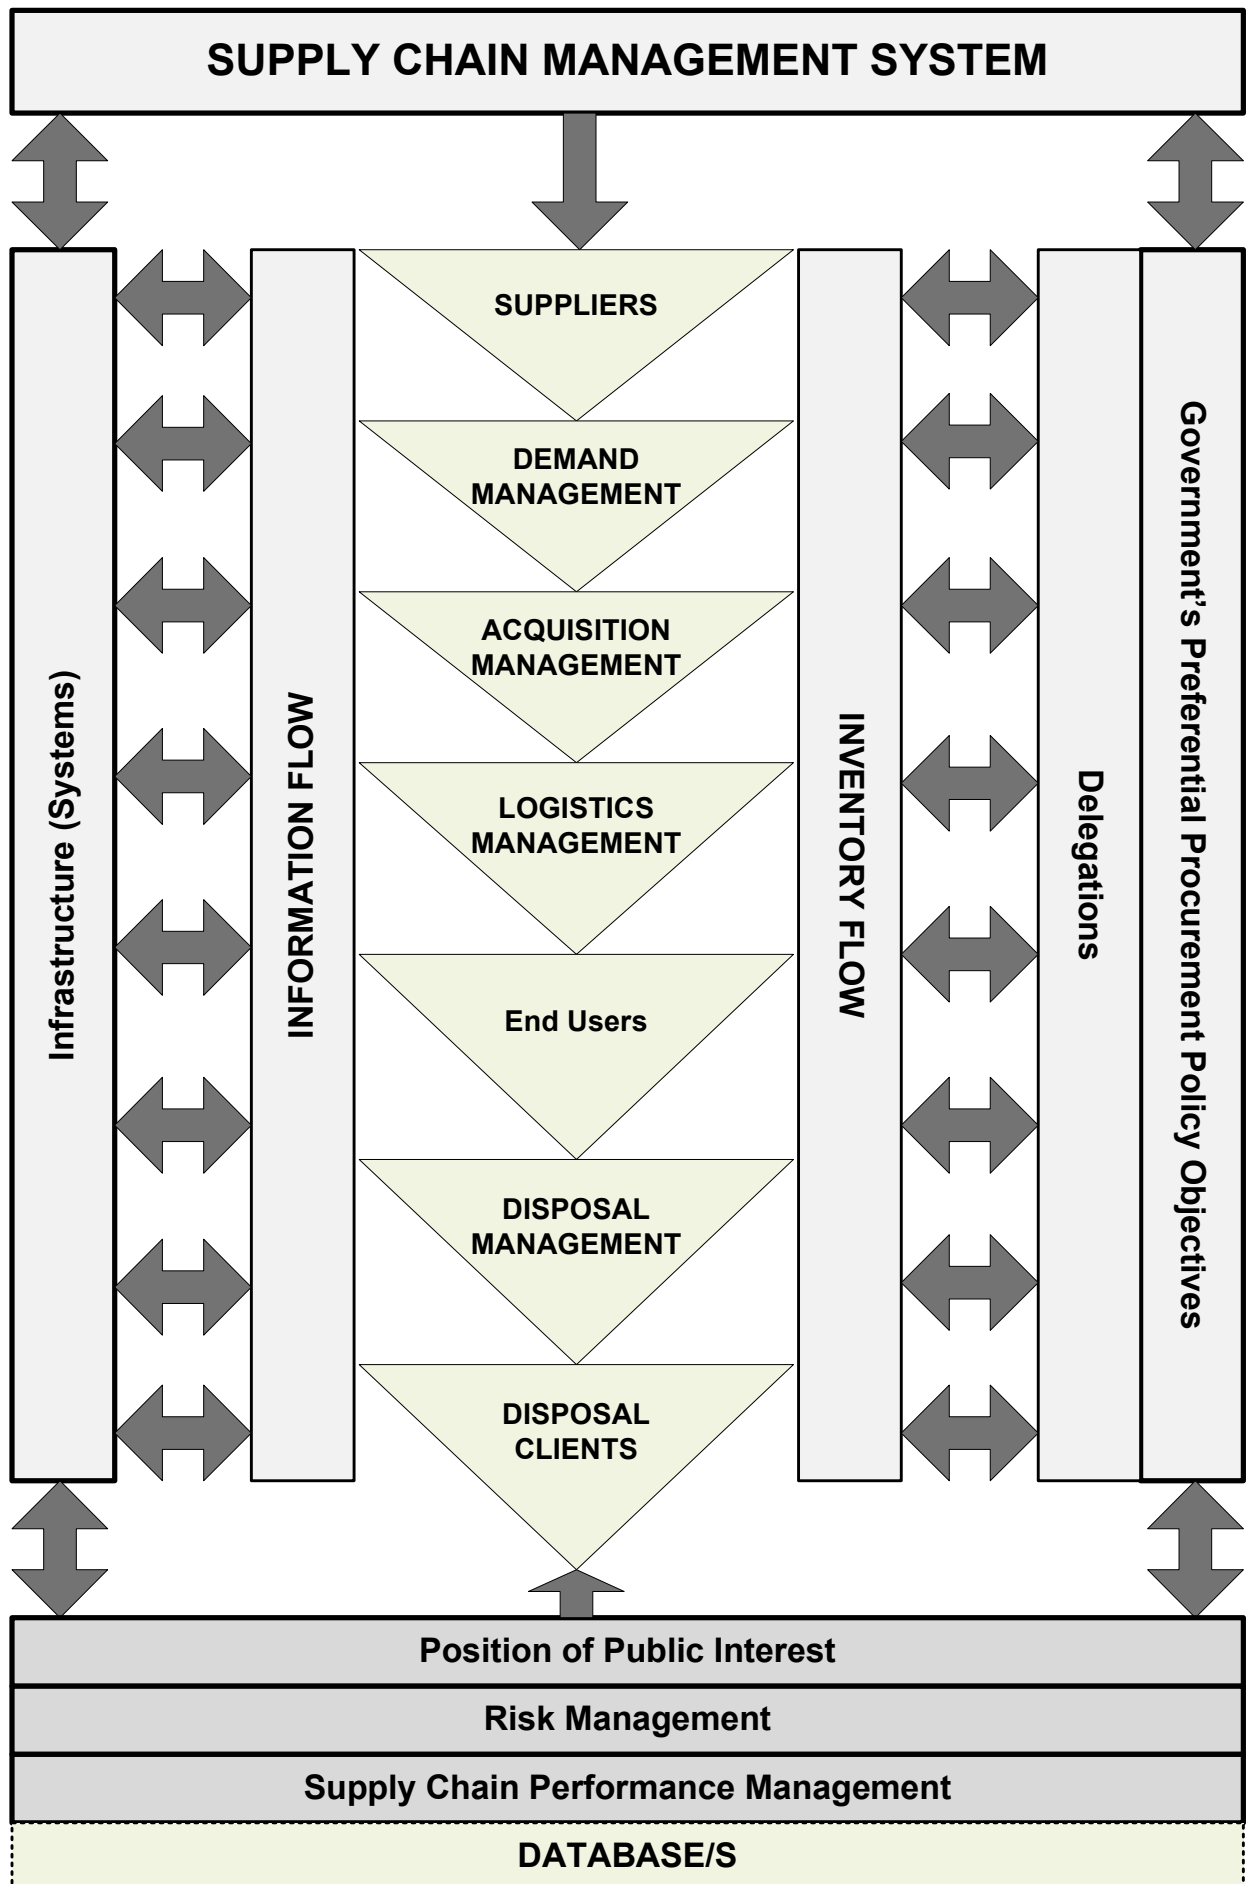 SUPPLY CHAIN MANAGEMENT SYSTEM
Infrastructure (Systems)
INFORMATION FLOW
SUPPLIERS
DEMAND
MANAGEMENT
ACQUISITION
MANAGEMENT
LOGISTICS
MANAGEMENT
End Users
DISPOSAL
MANAGEMENT
DISPOSAL
CLIENTS
INVENTORY FLOW
Delegations
Government’s Preferential Procurement Policy Objectives
Position of Public Interest
Risk Management
Supply Chain Performance Management
DATABASE/S